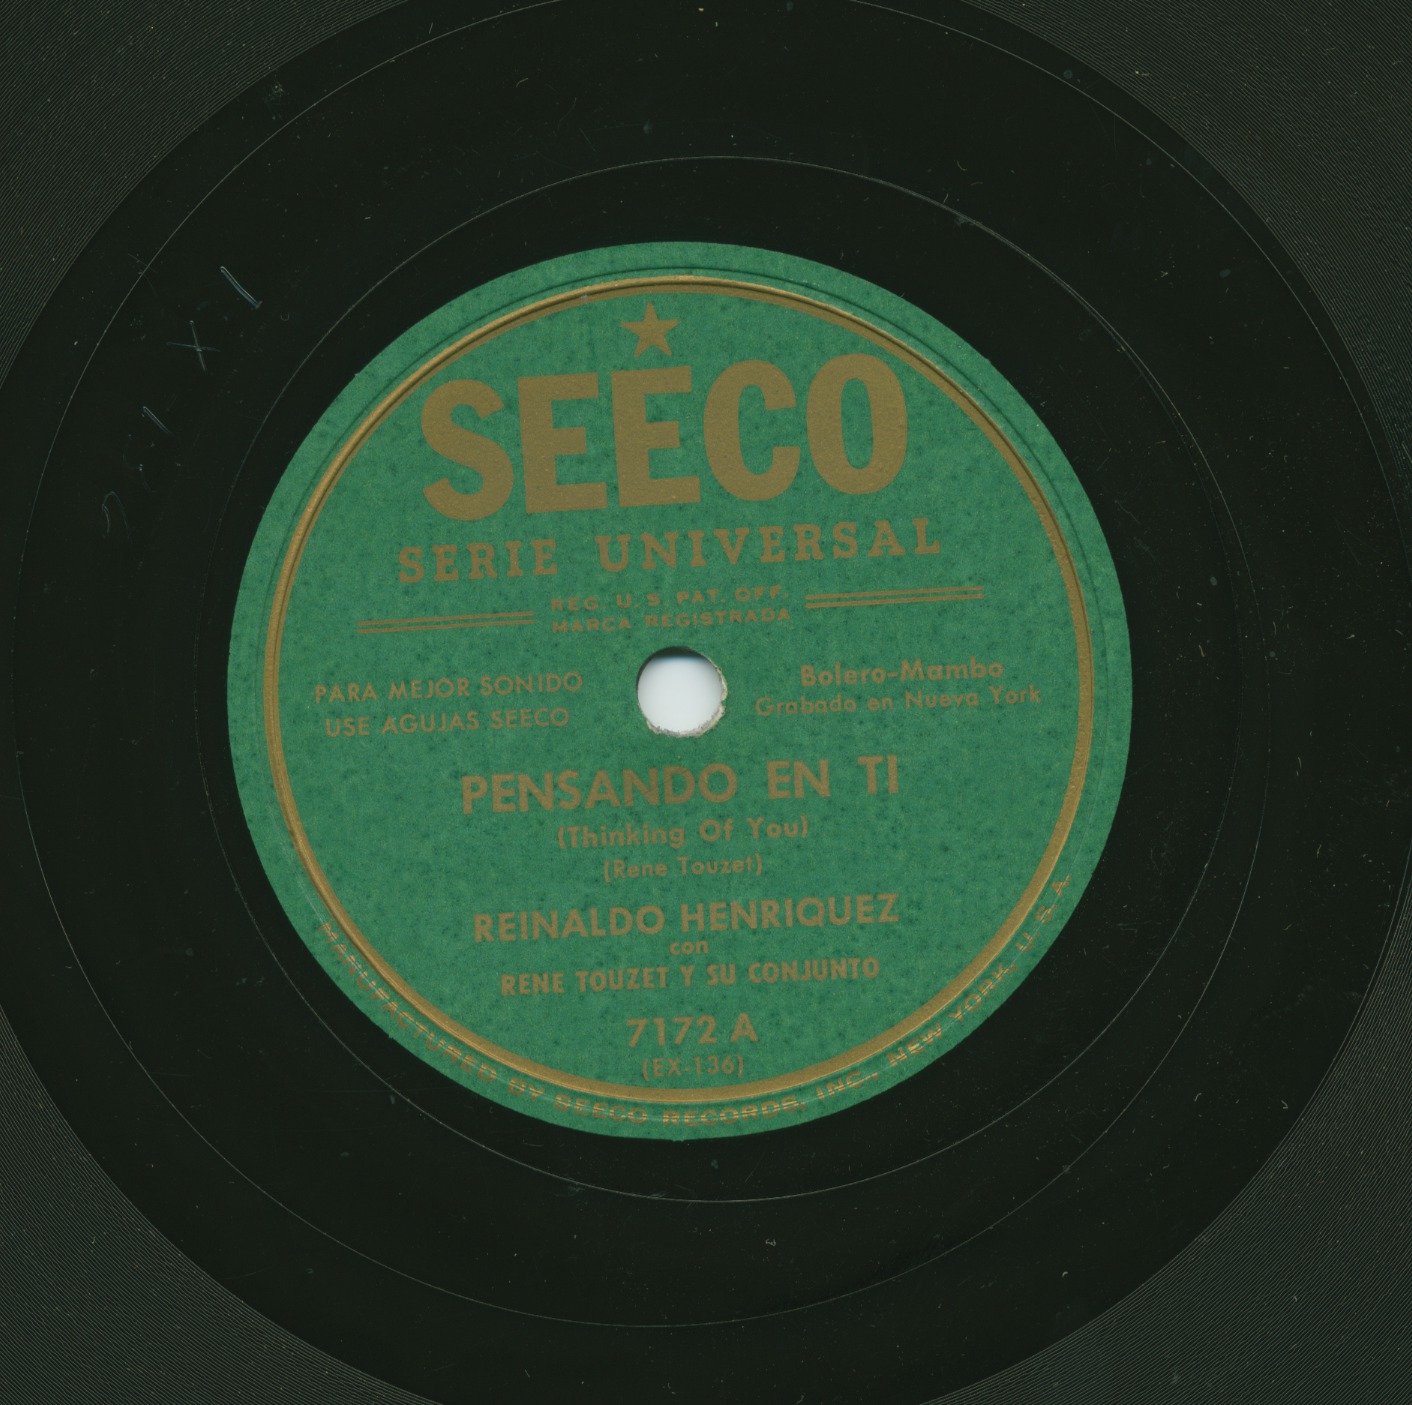 SEECO
SERIE UNIVERSAL
REG. U. S. PAT. OFF.
MARCA REGISTRADA
PARA MEJOR SONIDO
USE AGUJAS SEECO
Bolero-Mambo
Grabado en Nueva York
PENSANDO EN TI
(Thinking Of You)
(Rene Touzet)
REINALDO HENRIQUEZ
con
RENE TOUZET Y SU CONJUNTO
7172 A
(EX-136)
MANUFACTURED BY SEECO RECORDS, INC., NEW YORK, U. S. A.